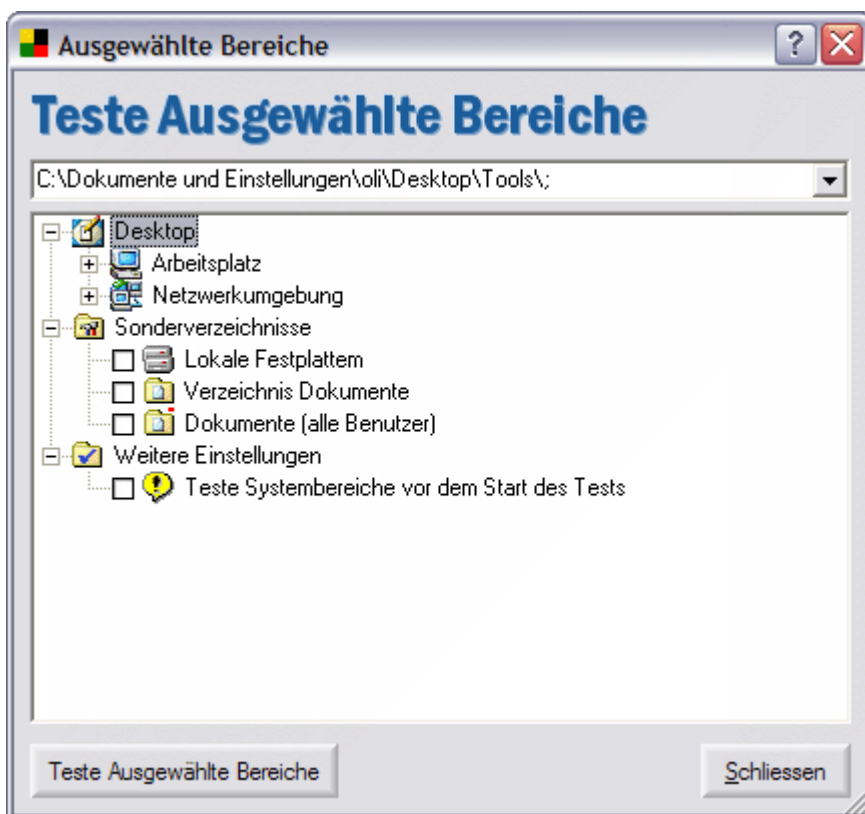 Ausgewählte Bereiche
Teste Ausgewählte Bereiche
C:\Dokumente und Einstellungen\oli\Desktop\Tools\;
Desktop
Arbeitsplatz
Netzwerkumgebung
Sonderverzeichnisse
Lokale Festplattem
Verzeichnis Dokumente
Dokumente (alle Benutzer)
Weitere Einstellungen
Teste Systembereiche vor dem Start des Tests
Teste Ausgewählte Bereiche Schliessen